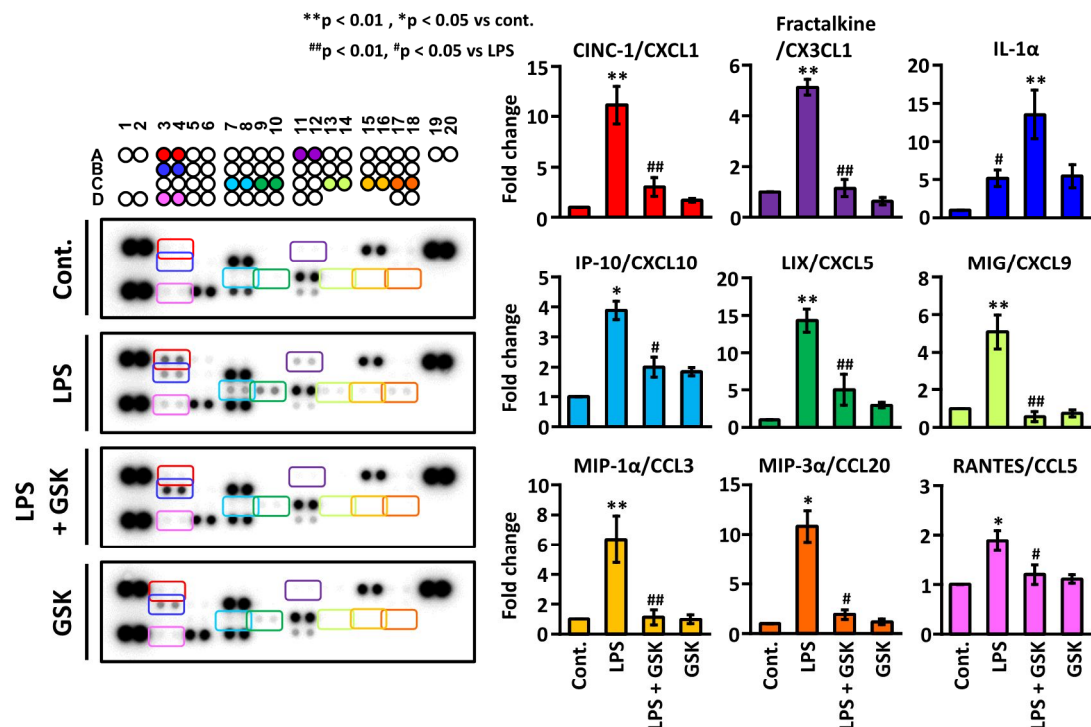 **p < 0.01 , *p < 0.05 vs cont.
##p < 0.01, #p < 0.05 vs LPS
1 2 3 4 5 6 7 8 9 10 11 12 13 14 15 16 17 18 19 20
A
B
C
D
Cont.
LPS
LPS
+ GSK
GSK
CINC-1/CXCL1
Fold change
15
10
5
0
**
##
Fractalkine
/CX3CL1
6
4
2
0
**
##
IL-1α
15
10
5
0
#
**
IP-10/CXCL10
Fold change
5
4
3
2
1
0
*
#
LIX/CXCL5
20
15
10
5
0
**
##
MIG/CXCL9
8
6
4
2
0
**
##
MIP-1α/CCL3
Fold change
10
8
6
4
2
0
**
##
Cont.
LPS
LPS + GSK
GSK
MIP-3α/CCL20
15
10
5
0
*
#
Cont.
LPS
LPS + GSK
GSK
RANTES/CCL5
3
2
1
0
*
#
Cont.
LPS
LPS + GSK
GSK